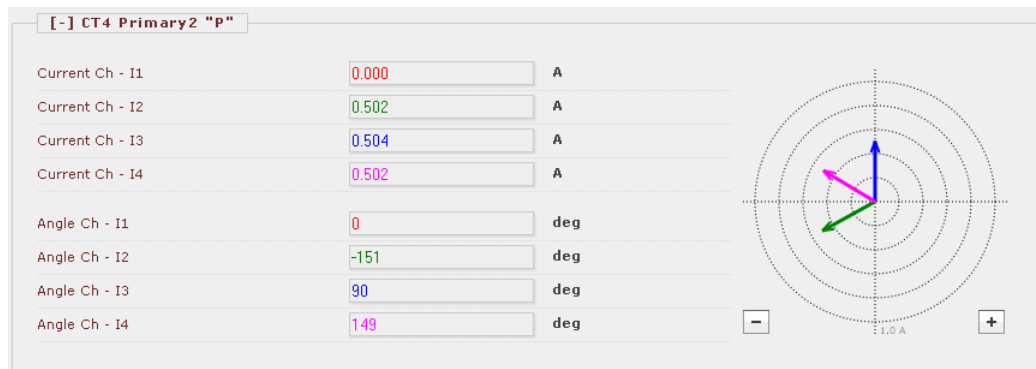 [-] CT4 Primary2 "P"
Current Ch - I1 0.000 A
Current Ch - I2 0.502 A
Current Ch - I3 0.504 A
Current Ch - I4 0.502 A
Angle Ch - I1 0 deg
Angle Ch - I2 -151 deg
Angle Ch - I3 90 deg
Angle Ch - I4 149 deg
- 1.0 A +